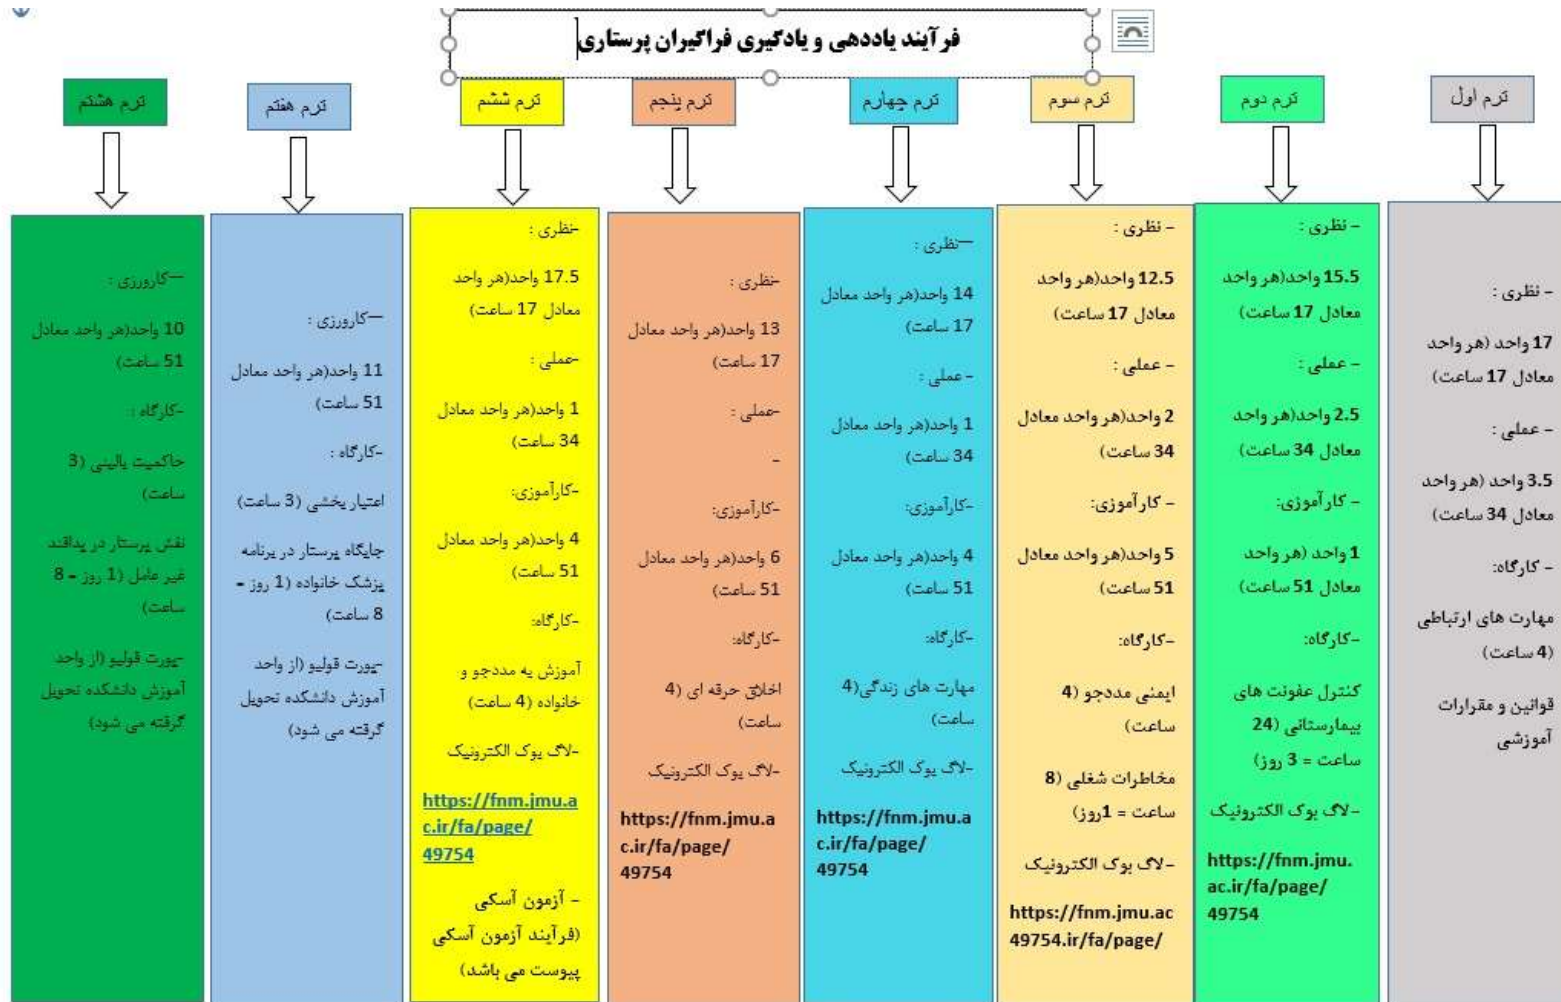 فرآیند یاددهی و یادگیری فراگیران پرستاری
ترم اول
- نظری :
17 واحد (هر واحد
معادل 17 ساعت)
- عملی :
3.5 واحد (هر واحد
معادل 34 ساعت)
- کارگاه:
مهارت های ارتباطی
(4 ساعت)
قوانین و مقرارات
آموزشی
ترم دوم
- نظری :
15.5 واحد(هر واحد
معادل 17 ساعت)
- عملی :
2.5 واحد(هر واحد
معادل 34 ساعت)
- کارآموزی:
1 واحد (هر واحد
معادل 51 ساعت)
-کارگاه:
کنترل عفونت های
بیمارستانی (24
ساعت = 3 روز)
-لاگ بوک الکترونیک
https://fnm.jmu.
ac.ir/fa/page/
49754
ترم سوم
- نظری :
12.5 واحد(هر واحد
معادل 17 ساعت)
- عملی :
2 واحد(هر واحد معادل
34 ساعت)
- کارآموزی:
5 واحد(هر واحد معادل
51 ساعت)
-کارگاه:
ایمنی مددجو (4
ساعت)
مخاطرات شغلی (8
ساعت = 1روز)
-لاگ بوک الکترونیک
https://fnm.jmu.ac
49754.ir/fa/page/
ترم چهارم
–نظری :
14 واحد(هر واحد معادل
17 ساعت)
- عملی :
1 واحد(هر واحد معادل
34 ساعت)
-کارآموزی:
4 واحد(هر واحد معادل
51 ساعت)
-کارگاه:
مهارت های زندگی(4
ساعت)
-لاگ بوک الکترونیک
https://fnm.jmu.a
c.ir/fa/page/
49754
ترم پنجم
-نظری :
13 واحد(هر واحد معادل
17 ساعت)
-عملی :
-
-کارآموزی:
6 واحد(هر واحد معادل
51 ساعت)
-کارگاه:
اخلاق حرفه ای (4
ساعت)
-لاگ بوک الکترونیک
https://fnm.jmu.a
c.ir/fa/page/
49754
ترم ششم
-نظری :
17.5 واحد(هر واحد
معادل 17 ساعت)
-عملی :
1 واحد(هر واحد معادل
34 ساعت)
-کارآموزی:
4 واحد(هر واحد معادل
51 ساعت)
-کارگاه:
آموزش به مددجو و
خانواده (4 ساعت)
-لاگ بوک الکترونیک
https://fnm.jmu.a
c.ir/fa/page/
49754
- آزمون آسکی
(فرآیند آزمون آسکی
پیوست می باشد)
ترم هفتم
–کارورزی :
11 واحد(هر واحد معادل
51 ساعت)
-کارگاه :
اعتبار بخشی (3 ساعت)
جایگاه پرستار در برنامه
پزشک خانواده (1 روز -
8 ساعت)
-پورت فولیو (از واحد
آموزش دانشکده تحویل
گرفته می شود)
ترم هشتم
–کارورزی :
10 واحد(هر واحد معادل
51 ساعت)
-کارگاه :
حاکمیت بالینی (3
ساعت)
نقش پرستار در پدافند
غیر عامل (1 روز - 8
ساعت)
-پورت فولیو (از واحد
آموزش دانشکده تحویل
گرفته می شود)